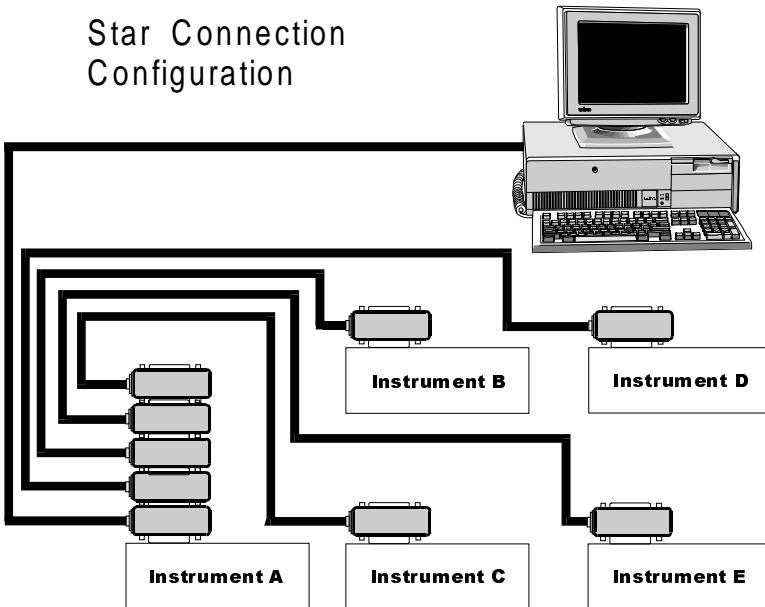 Star Connection
Configuration
Instrument B
Instrument D
Instrument A
Instrument C
Instrument E